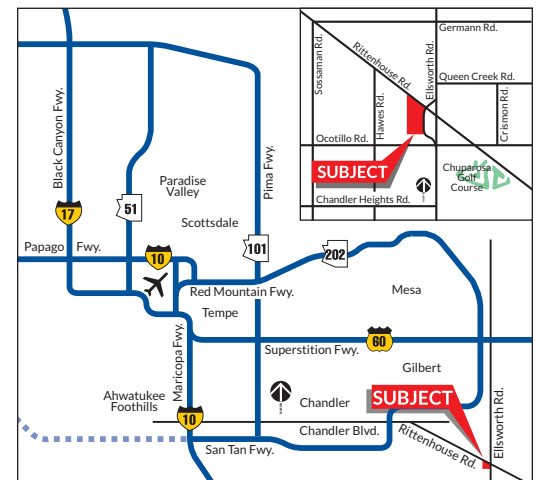 Germann Rd.
Sossaman Rd.
Rittenhouse Rd.
Ellsworth Rd.
Queen Creek Rd.
Hawes Rd.
Crismon Rd.
Ocotillo Rd.
SUBJECT
Chuparosa
Golf
Course
Chandler Heights Rd.
Black Canyon Fwy.
Pima Fwy.
Paradise
Valley
51
17
Scottsdale
Papago Fwy.
10
101
202
Red Mountain Fwy.
Mesa
Tempe
Maricopa Fwy.
60
Superstition Fwy.
Gilbert
Ahwatukee
Foothills
Chandler
SUBJECT
Ellsworth Rd.
10
Chandler Blvd.
Rittenhouse Rd.
San Tan Fwy.